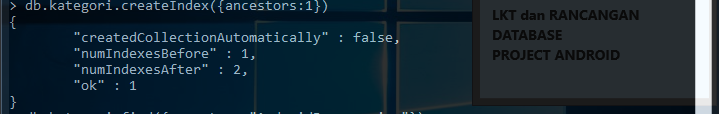 > db.kategori.createIndex({ancestors:1})
{
"createdCollectionAutomatically" : false,
"numIndexesBefore" : 1,
"numIndexesAfter" : 2,
"ok" : 1
}
LKT dan RANCANGAN
DATABASE
PROJECT ANDROID